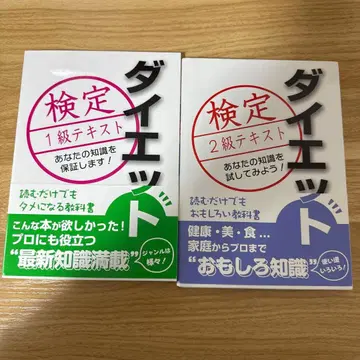 ダイエット
検定
1級テキスト
あなたの知識を
保証します！
読むだけでも
タメになる教科書
こんな本が欲しかった！
プロにも役立つ
"最新知識満載"
ジャンルは
様々！
ダイエット
検定
2級テキスト
あなたの知識を
試してみよう！
読むだけでも
おもしろい教科書
健康・美・食…
家庭からプロまで
"おもしろ知識"
使い道
いろいろ！